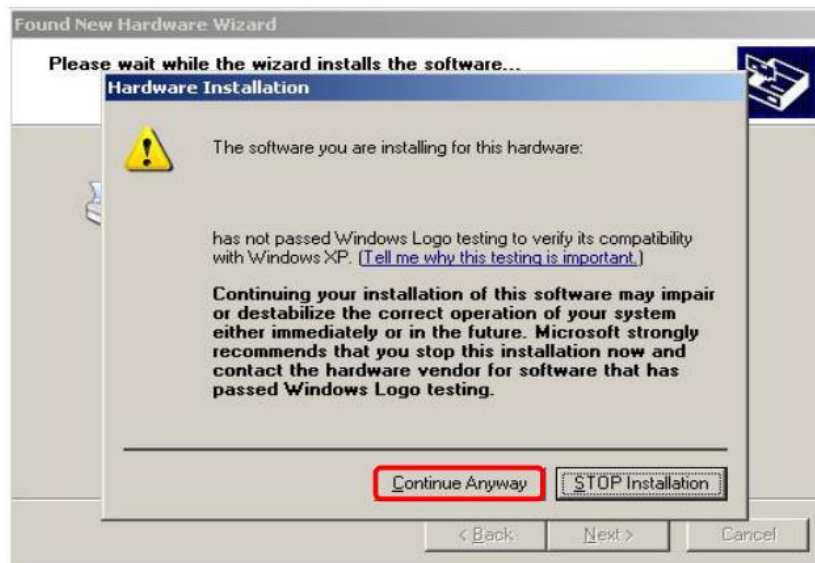 Found New Hardware Wizard
Please wait while the wizard installs the software...
Hardware Installation
The software you are installing for this hardware:
has not passed Windows Logo testing to verify its compatibility
with Windows XP. (Tell me why this testing is important.)
Continuing your installation of this software may impair
or destabilize the correct operation of your system
either immediately or in the future. Microsoft strongly
recommends that you stop this installation now and
contact the hardware vendor for software that has
passed Windows Logo testing.
Continue Anyway
STOP Installation
< Back
Next >
Cancel